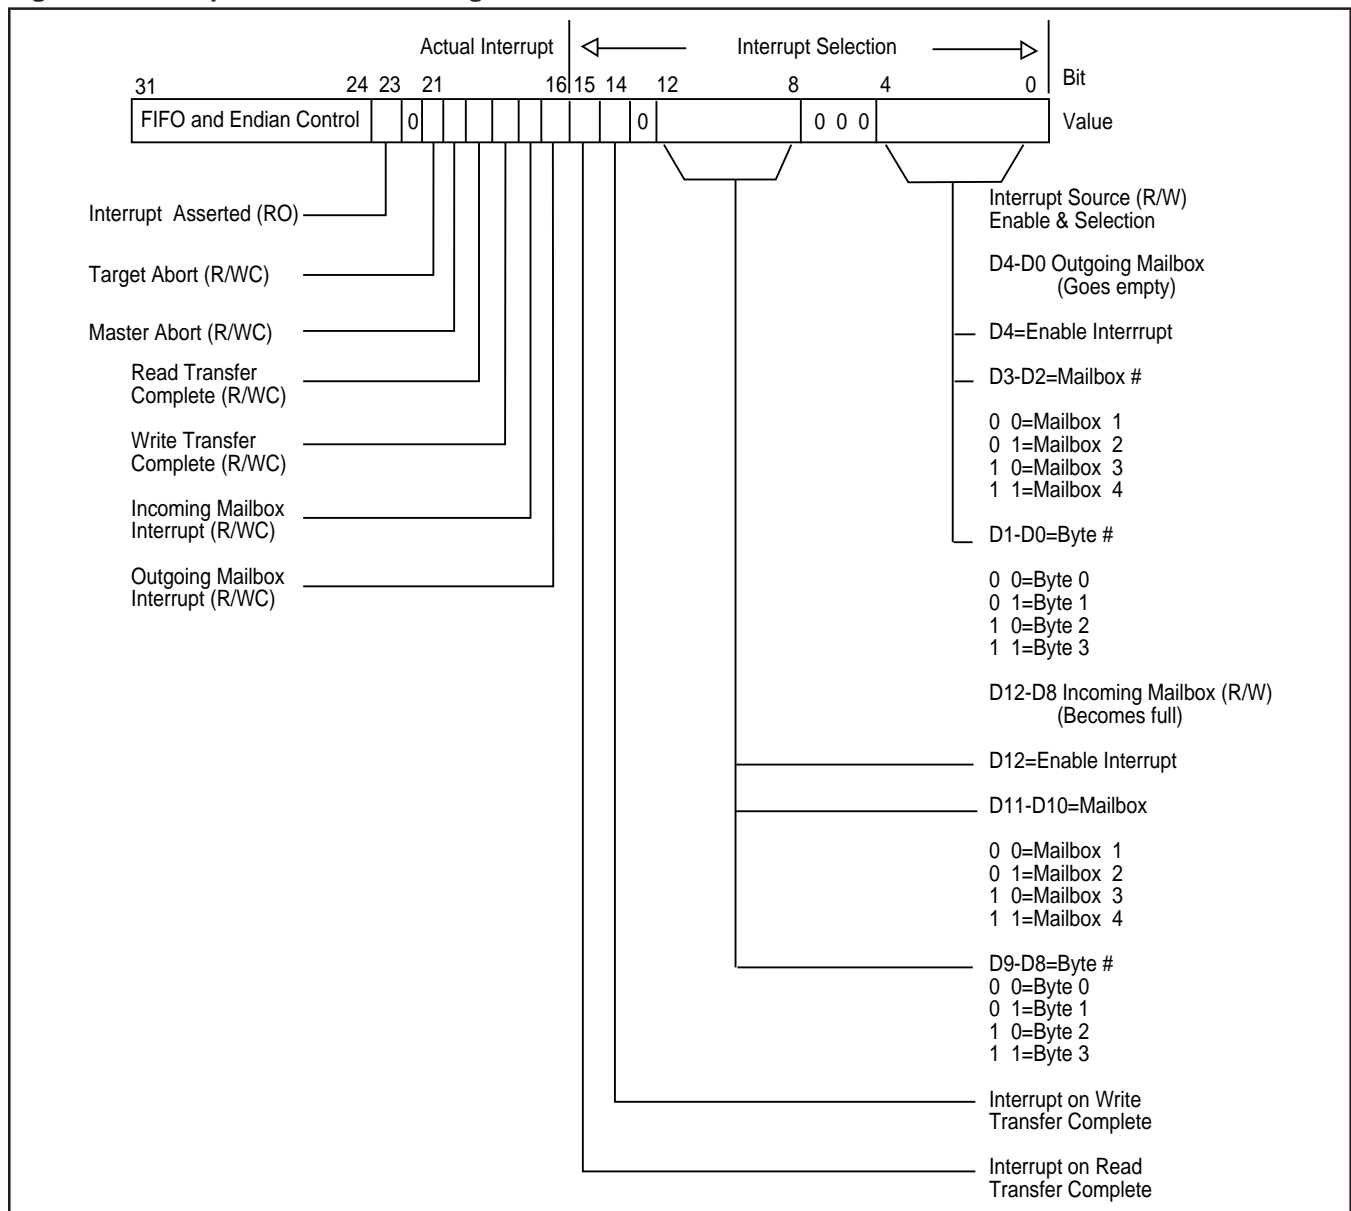 Actual Interrupt
Interrupt Selection
31 24 23 21 16 15 14 12 8 4 0 Bit
FIFO and Endian Control 0 0 0 0 0 Value
Interrupt Asserted (RO)
Target Abort (R/WC)
Master Abort (R/WC)
Read Transfer
Complete (R/WC)
Write Transfer
Complete (R/WC)
Incoming Mailbox
Interrupt (R/WC)
Outgoing Mailbox
Interrupt (R/WC)
Interrupt Source (R/W)
Enable & Selection
D4-D0 Outgoing Mailbox
(Goes empty)
D4=Enable Interrrupt
D3-D2=Mailbox #
0 0=Mailbox 1
0 1=Mailbox 2
1 0=Mailbox 3
1 1=Mailbox 4
D1-D0=Byte #
0 0=Byte 0
0 1=Byte 1
1 0=Byte 2
1 1=Byte 3
D12-D8 Incoming Mailbox (R/W)
(Becomes full)
D12=Enable Interrupt
D11-D10=Mailbox
0 0=Mailbox 1
0 1=Mailbox 2
1 0=Mailbox 3
1 1=Mailbox 4
D9-D8=Byte #
0 0=Byte 0
0 1=Byte 1
1 0=Byte 2
1 1=Byte 3
Interrupt on Write
Transfer Complete
Interrupt on Read
Transfer Complete